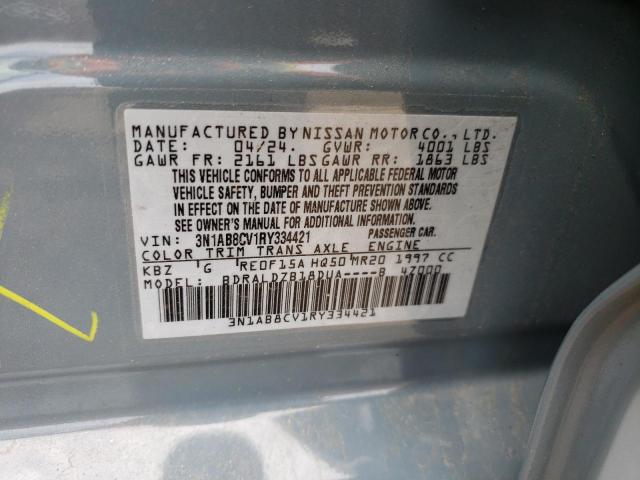 MANUFACTURED BY NISSAN MOTOR CO., LTD.
DATE: 04/24. GVWR: 4001 LBS
GAWR FR: 2161 LBS GAWR RR: 1863 LBS
THIS VEHICLE CONFORMS TO ALL APPLICABLE FEDERAL MOTOR
VEHICLE SAFETY, BUMPER AND THEFT PREVENTION STANDARDS
IN EFFECT ON THE DATE OF MANUFACTURE SHOWN ABOVE.
SEE OWNER'S MANUAL FOR ADDITIONAL INFORMATION.
VIN: 3N1AB8CV1RY334421 PASSENGER CAR.
COLOR TRIM TRANS AXLE ENGINE
KBZ G RE0F15A HQ50 MR20 1997 CC
MODEL: BDRALDZB18DUA----B 4Z000
3N1AB8CV1RY334421